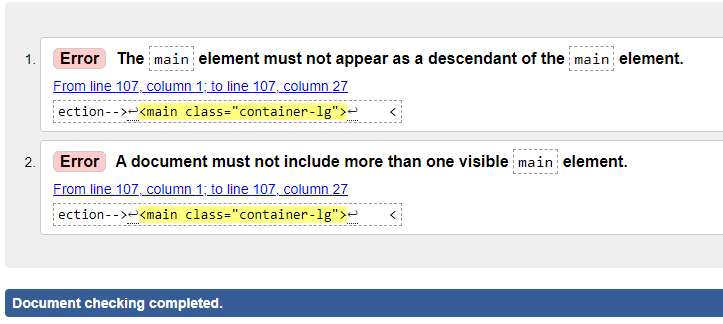 1. Error The main element must not appear as a descendant of the main element.
From line 107, column 1; to line 107, column 27
ection-->↩<main class="container-lg">↩    <
2. Error A document must not include more than one visible main element.
From line 107, column 1; to line 107, column 27
ection-->↩<main class="container-lg">↩    <
Document checking completed.